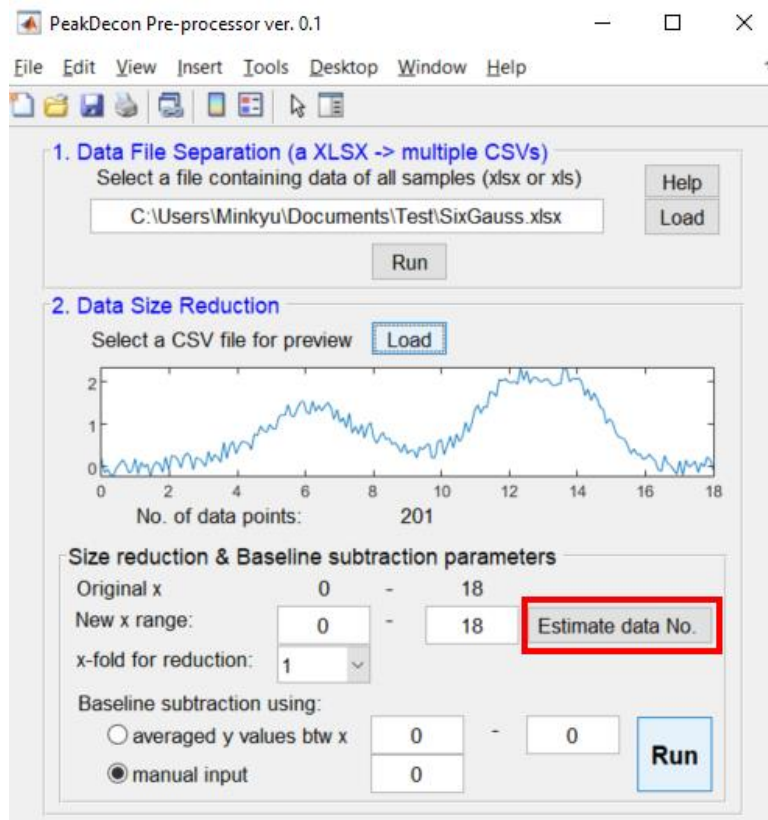 PeakDecon Pre-processor ver. 0.1
File Edit View Insert Tools Desktop Window Help
1. Data File Separation (a XLSX -> multiple CSVs)
Select a file containing data of all samples (xlsx or xls)
Help
C:\Users\Minkyu\Documents\Test\SixGauss.xlsx
Load
Run
2. Data Size Reduction
Select a CSV file for preview Load
2
1
0
0 2 4 6 8 10 12 14 16 18
No. of data points: 201
Size reduction & Baseline subtraction parameters
Original x 0 - 18
New x range: 0 - 18 Estimate data No.
x-fold for reduction: 1
Baseline subtraction using:
averaged y values btw x 0 - 0
manual input 0
Run